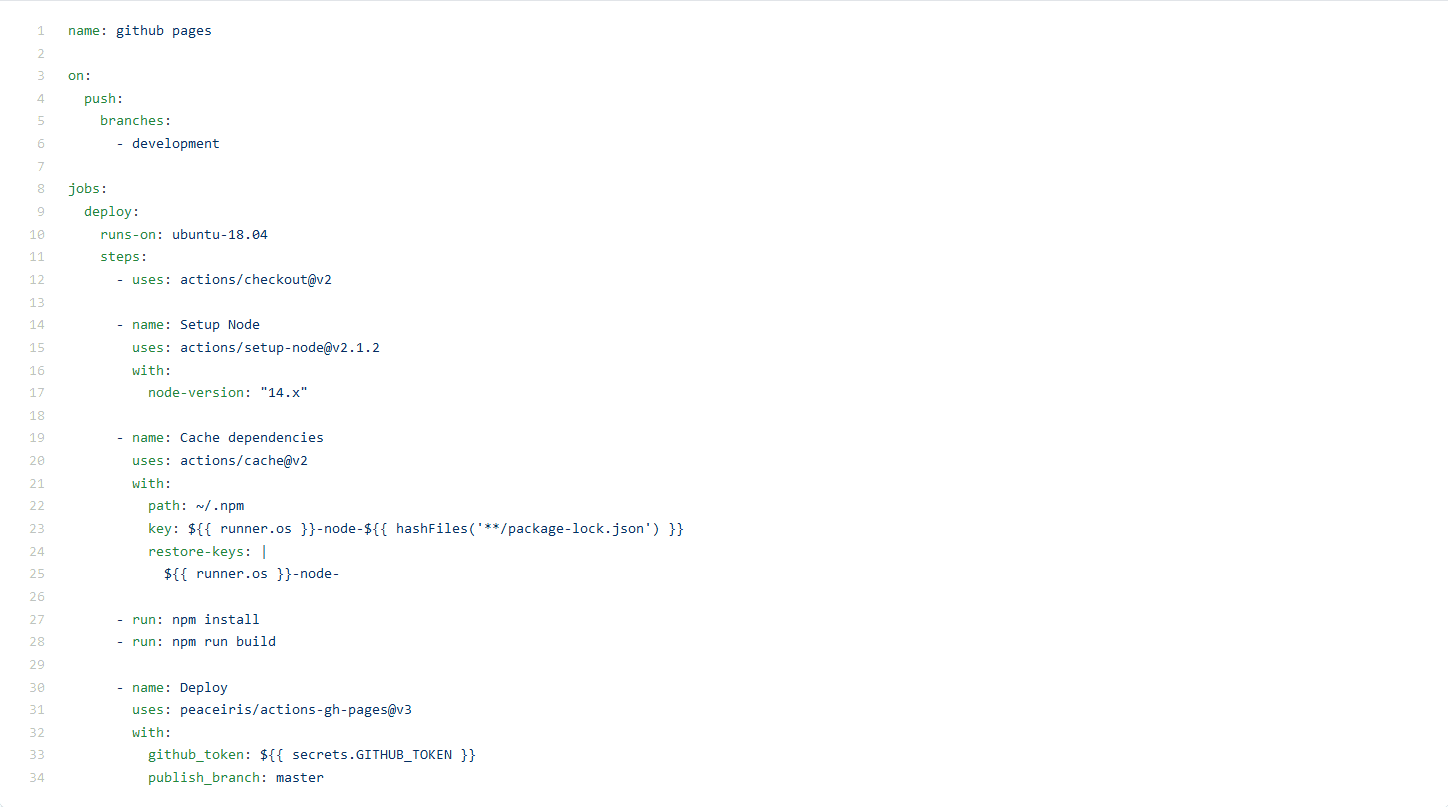 1 name: github pages
2
3 on:
4   push:
5     branches:
6       - development
7
8 jobs:
9   deploy:
10     runs-on: ubuntu-18.04
11     steps:
12       - uses: actions/checkout@v2
13
14       - name: Setup Node
15         uses: actions/setup-node@v2.1.2
16         with:
17           node-version: "14.x"
18
19       - name: Cache dependencies
20         uses: actions/cache@v2
21         with:
22           path: ~/.npm
23           key: ${{ runner.os }}-node-${{ hashFiles('**/package-lock.json') }}
24           restore-keys: |
25             ${{ runner.os }}-node-
26
27       - run: npm install
28       - run: npm run build
29
30       - name: Deploy
31         uses: peaceiris/actions-gh-pages@v3
32         with:
33           github_token: ${{ secrets.GITHUB_TOKEN }}
34           publish_branch: master